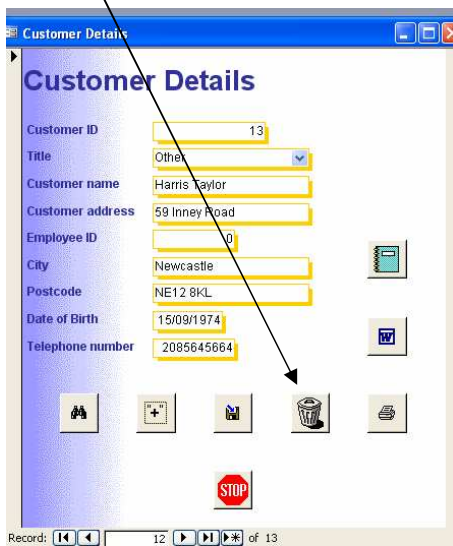 Customer Details
Customer Details
Customer ID 13
Title Other
Customer name Harris Taylor
Customer address 59 Inney Road
Employee ID 0
City Newcastle
Postcode NE12 8KL
Date of Birth 15/09/1974
Telephone number 2085645664
W
"+"
STOP
Record: 12 of 13